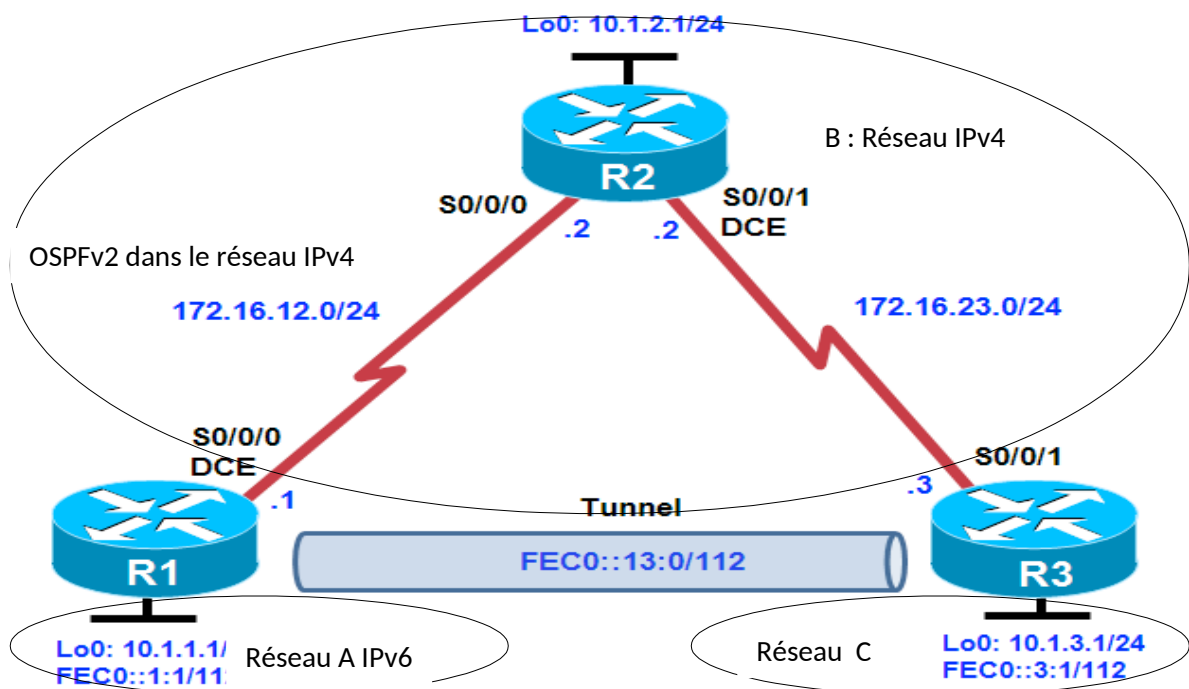 Lo0: 10.1.2.1/24
B : Réseau IPv4
R2
S0/0/0
S0/0/1
DCE
.2
.2
OSPFv2 dans le réseau IPv4
172.16.12.0/24
172.16.23.0/24
S0/0/0
DCE
S0/0/1
.1
.3
Tunnel
FEC0::13:0/112
R1
R3
Lo0: 10.1.1.1/
FEC0::1:1/11
Réseau A IPv6
Réseau C
Lo0: 10.1.3.1/24
FEC0::3:1/112